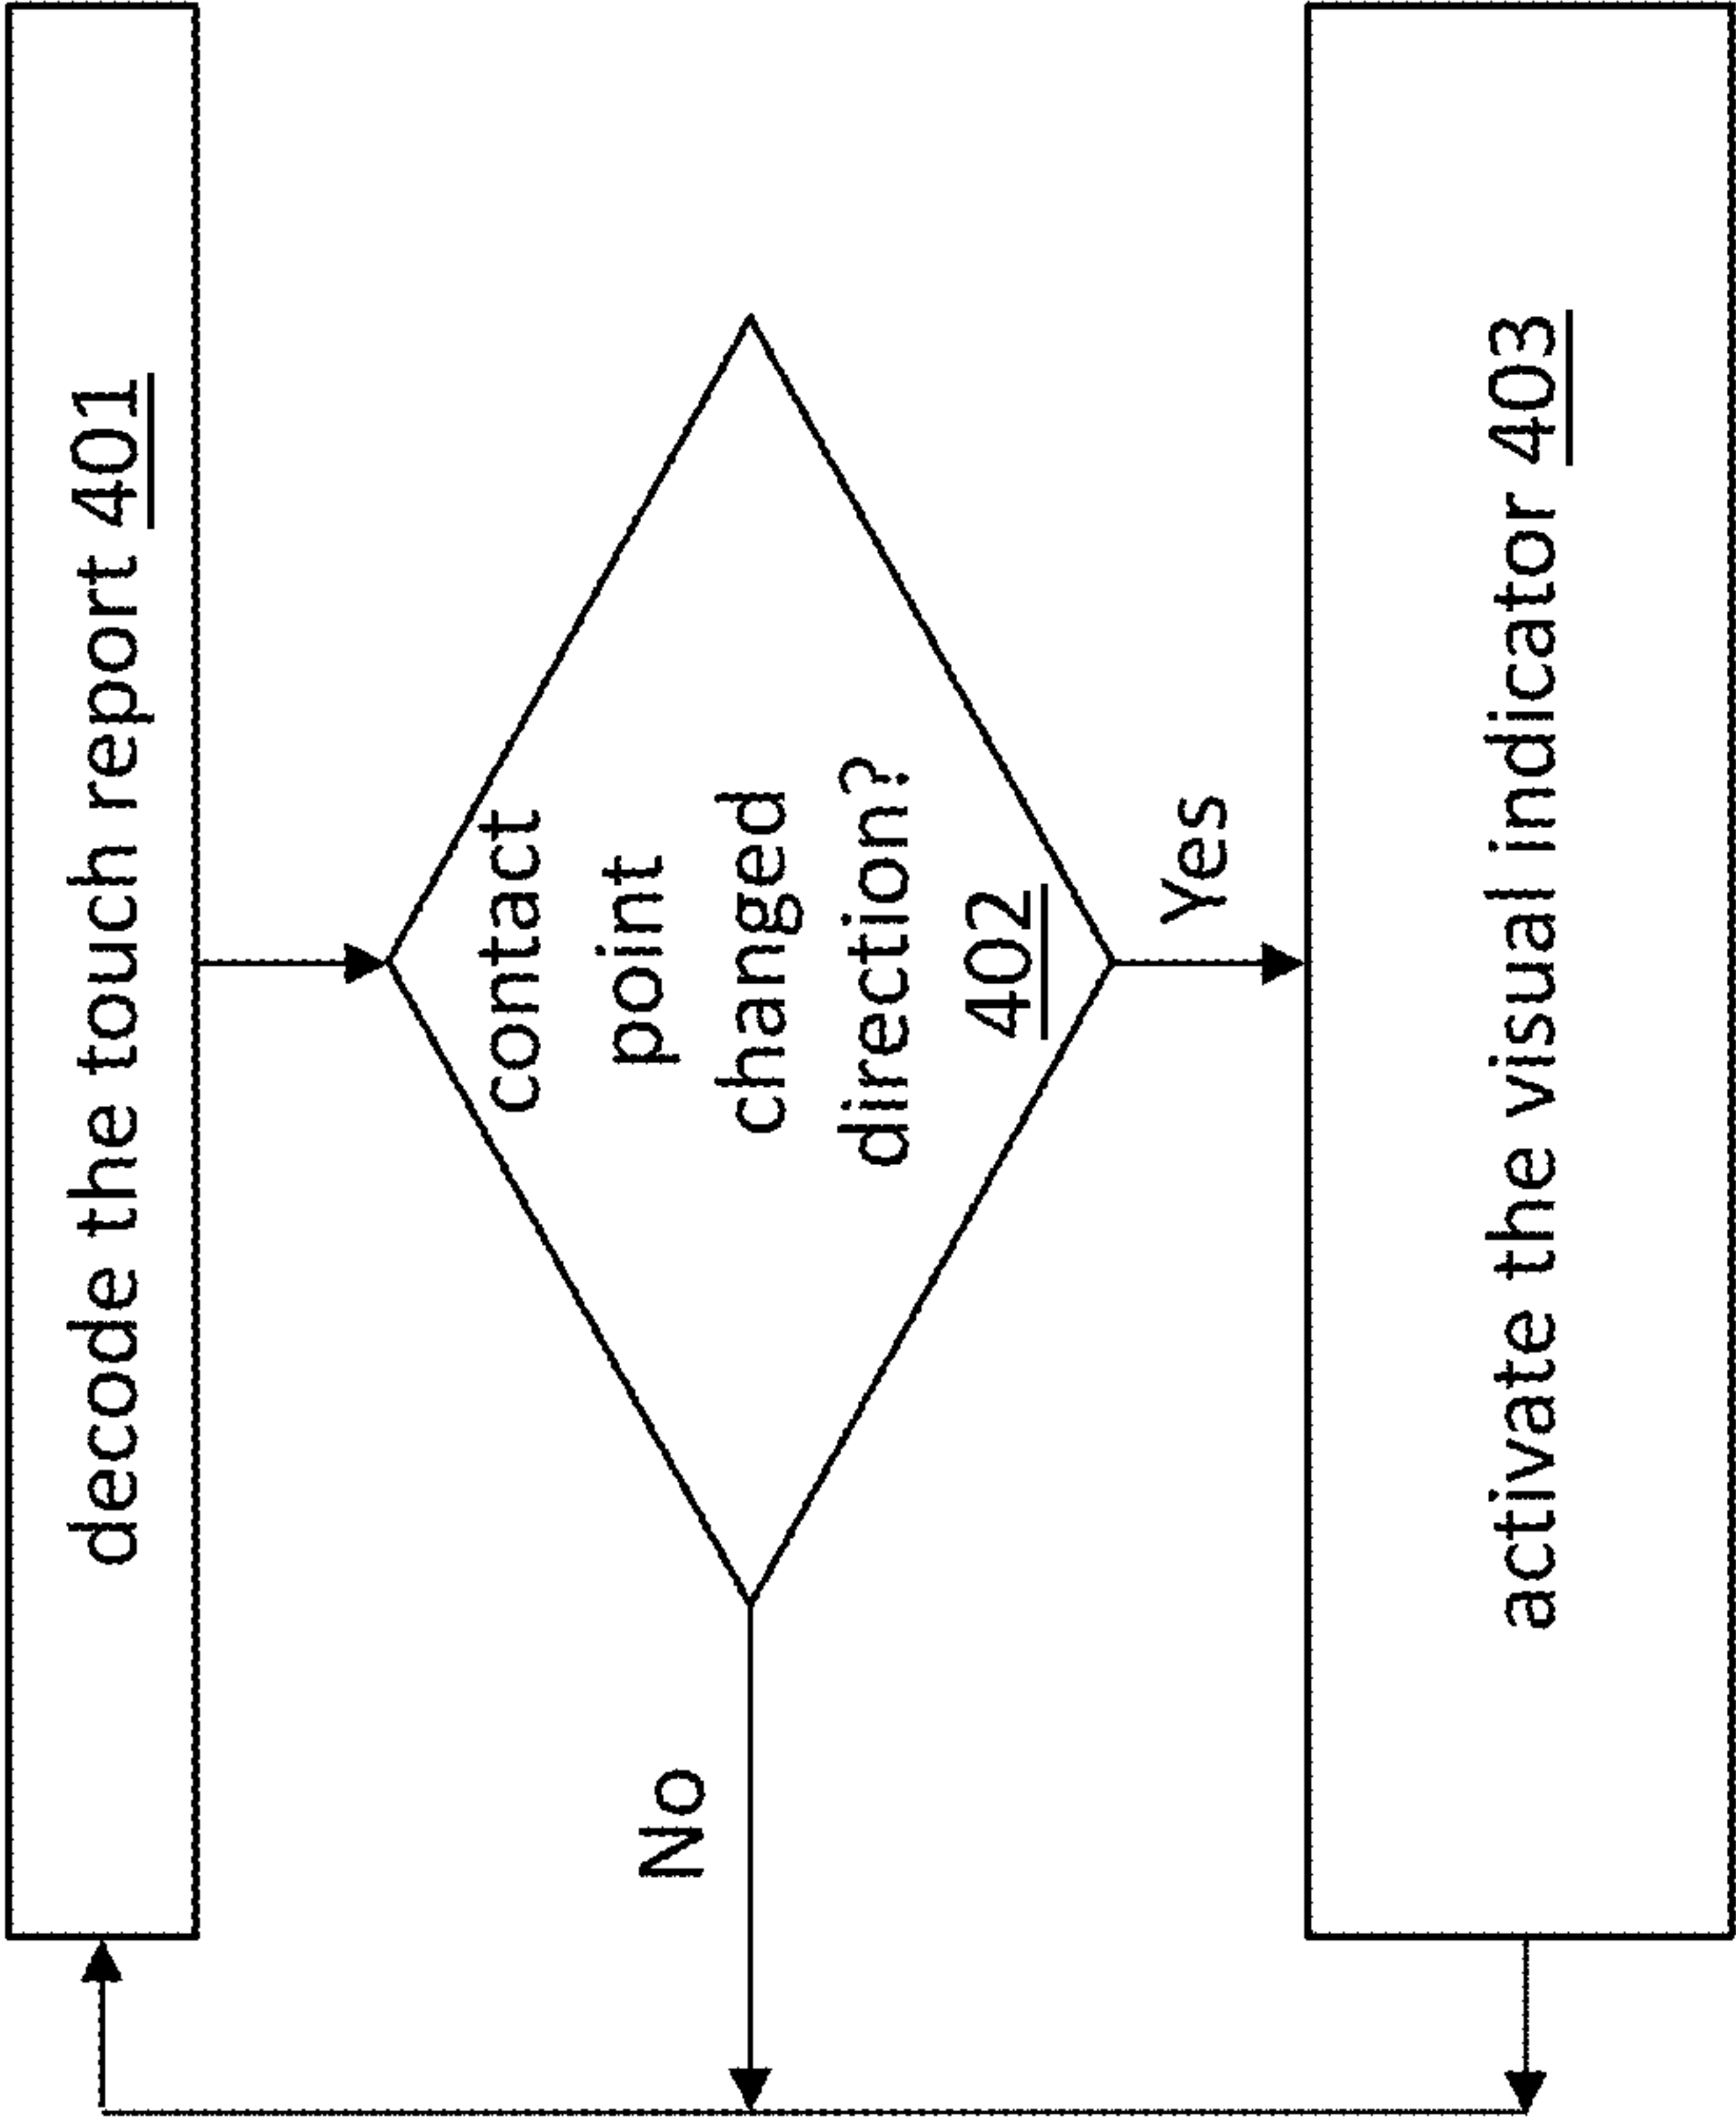 decode the touch report 401
contact
point
changed
direction?
402
No
Yes
activate the visual indicator 403